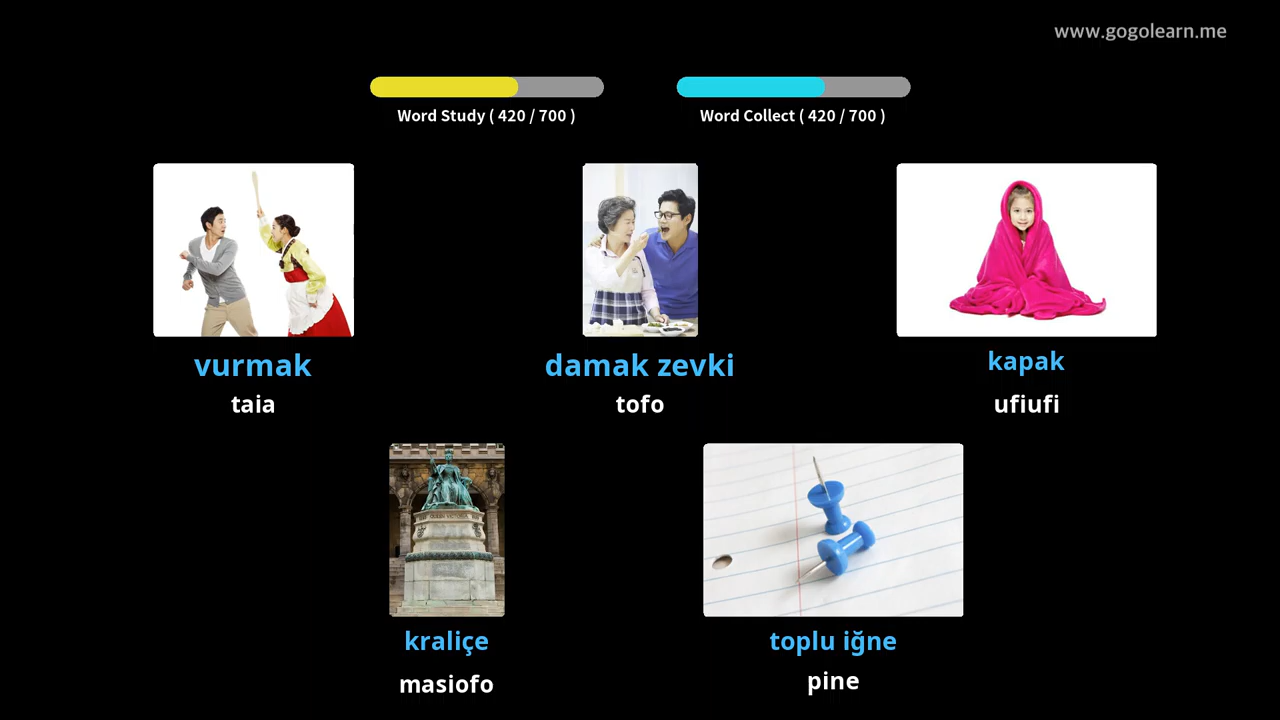 www.gogolearn.me
Word Study ( 420 / 700 )
Word Collect ( 420 / 700 )
vurmak
taia
damak zevki
tofo
kapak
ufiufi
kraliçe
masiofo
toplu iğne
pine